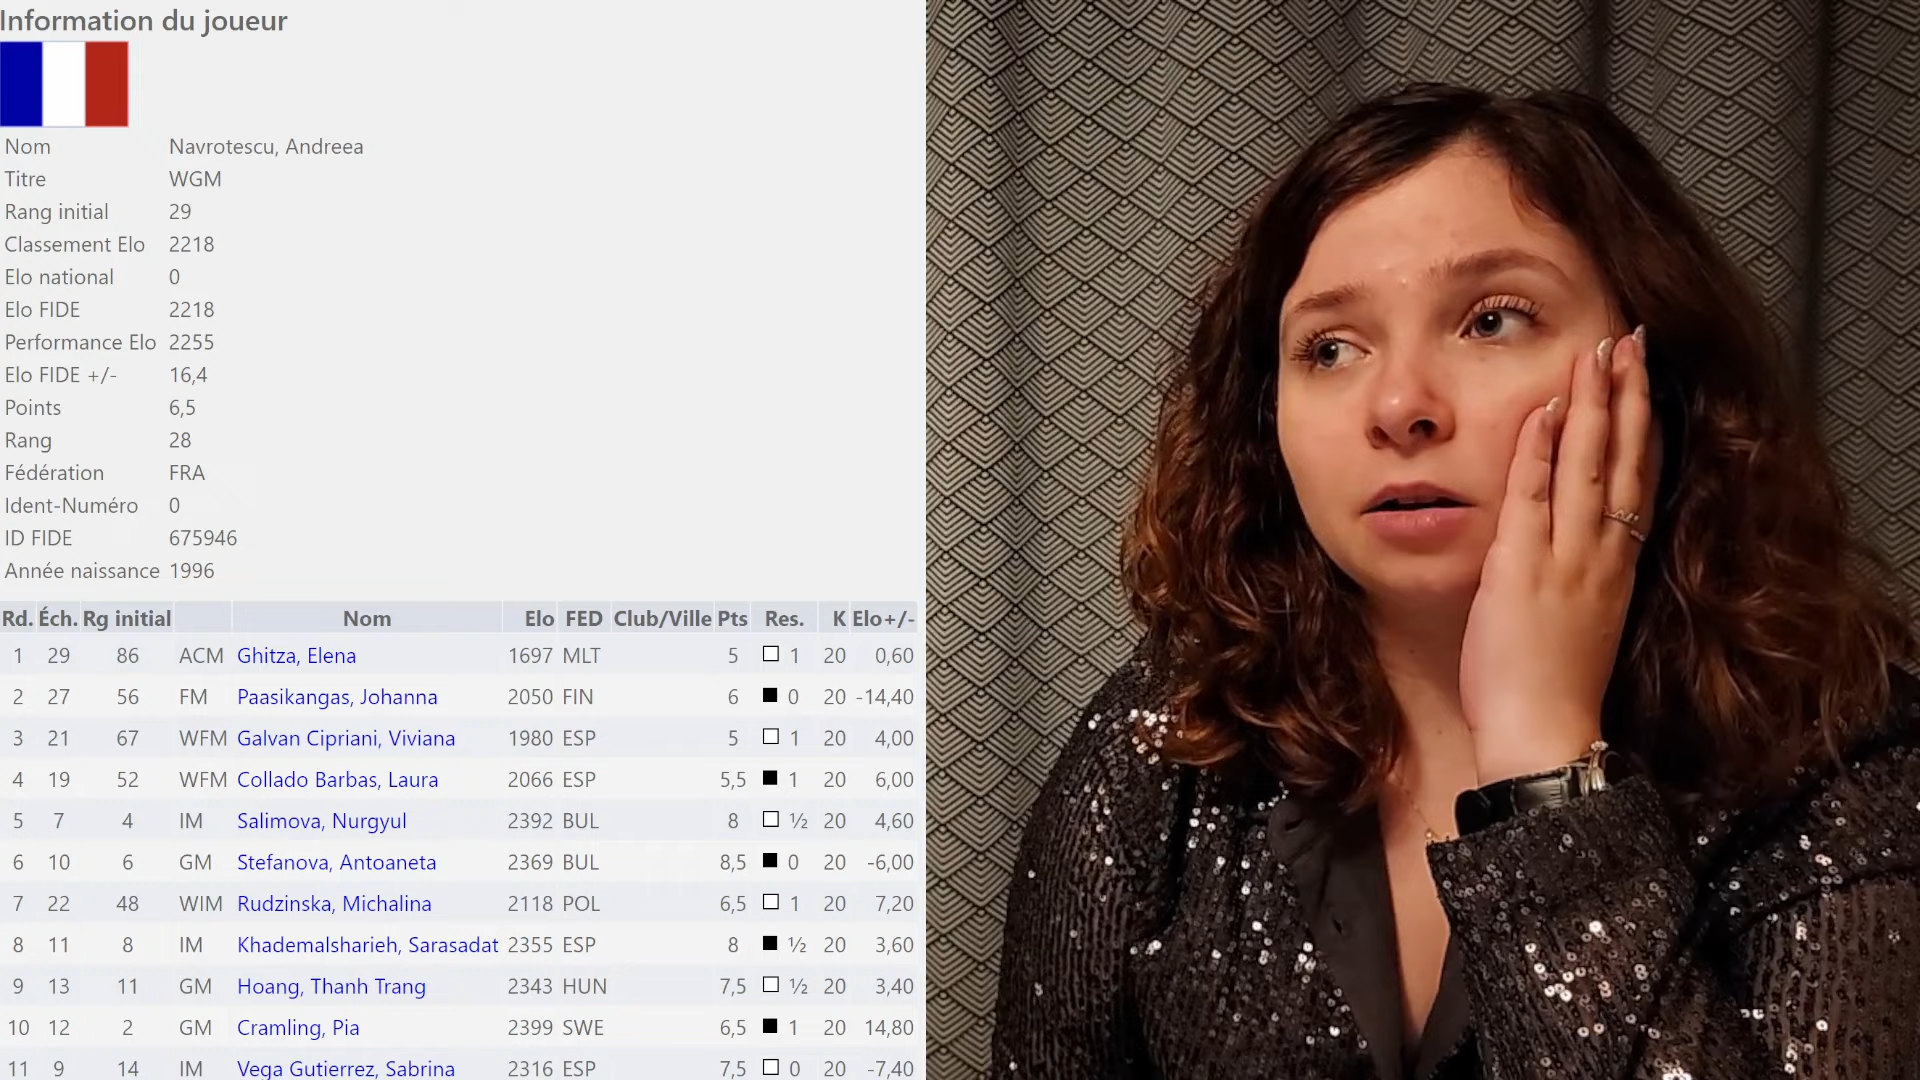 Information du joueur
Nom Navrotescu, Andreea
Titre WGM
Rang initial 29
Classement Elo 2218
Elo national 0
Elo FIDE 2218
Performance Elo 2255
Elo FIDE +/- 16,4
Points 6,5
Rang 28
Fédération FRA
Ident-Numéro 0
ID FIDE 675946
Année naissance 1996
Rd. Éch. Rg initial Nom Elo FED Club/Ville Pts Res. K Elo+/-
1 29 86 ACM Ghitza, Elena 1697 MLT 5 1 20 0,60
2 27 56 FM Paasikangas, Johanna 2050 FIN 6 0 20 -14,40
3 21 67 WFM Galvan Cipriani, Viviana 1980 ESP 5 1 20 4,00
4 19 52 WFM Collado Barbas, Laura 2066 ESP 5,5 1 20 6,00
5 7 4 IM Salimova, Nurgyul 2392 BUL 8 ½ 20 4,60
6 10 6 GM Stefanova, Antoaneta 2369 BUL 8,5 0 20 -6,00
7 22 48 WIM Rudzinska, Michalina 2118 POL 6,5 1 20 7,20
8 11 8 IM Khademalsharieh, Sarasadat 2355 ESP 8 ½ 20 3,60
9 13 11 GM Hoang, Thanh Trang 2343 HUN 7,5 ½ 20 3,40
10 12 2 GM Cramling, Pia 2399 SWE 6,5 1 20 14,80
11 9 14 IM Vega Gutierrez, Sabrina 2316 ESP 7,5 0 20 -7,40